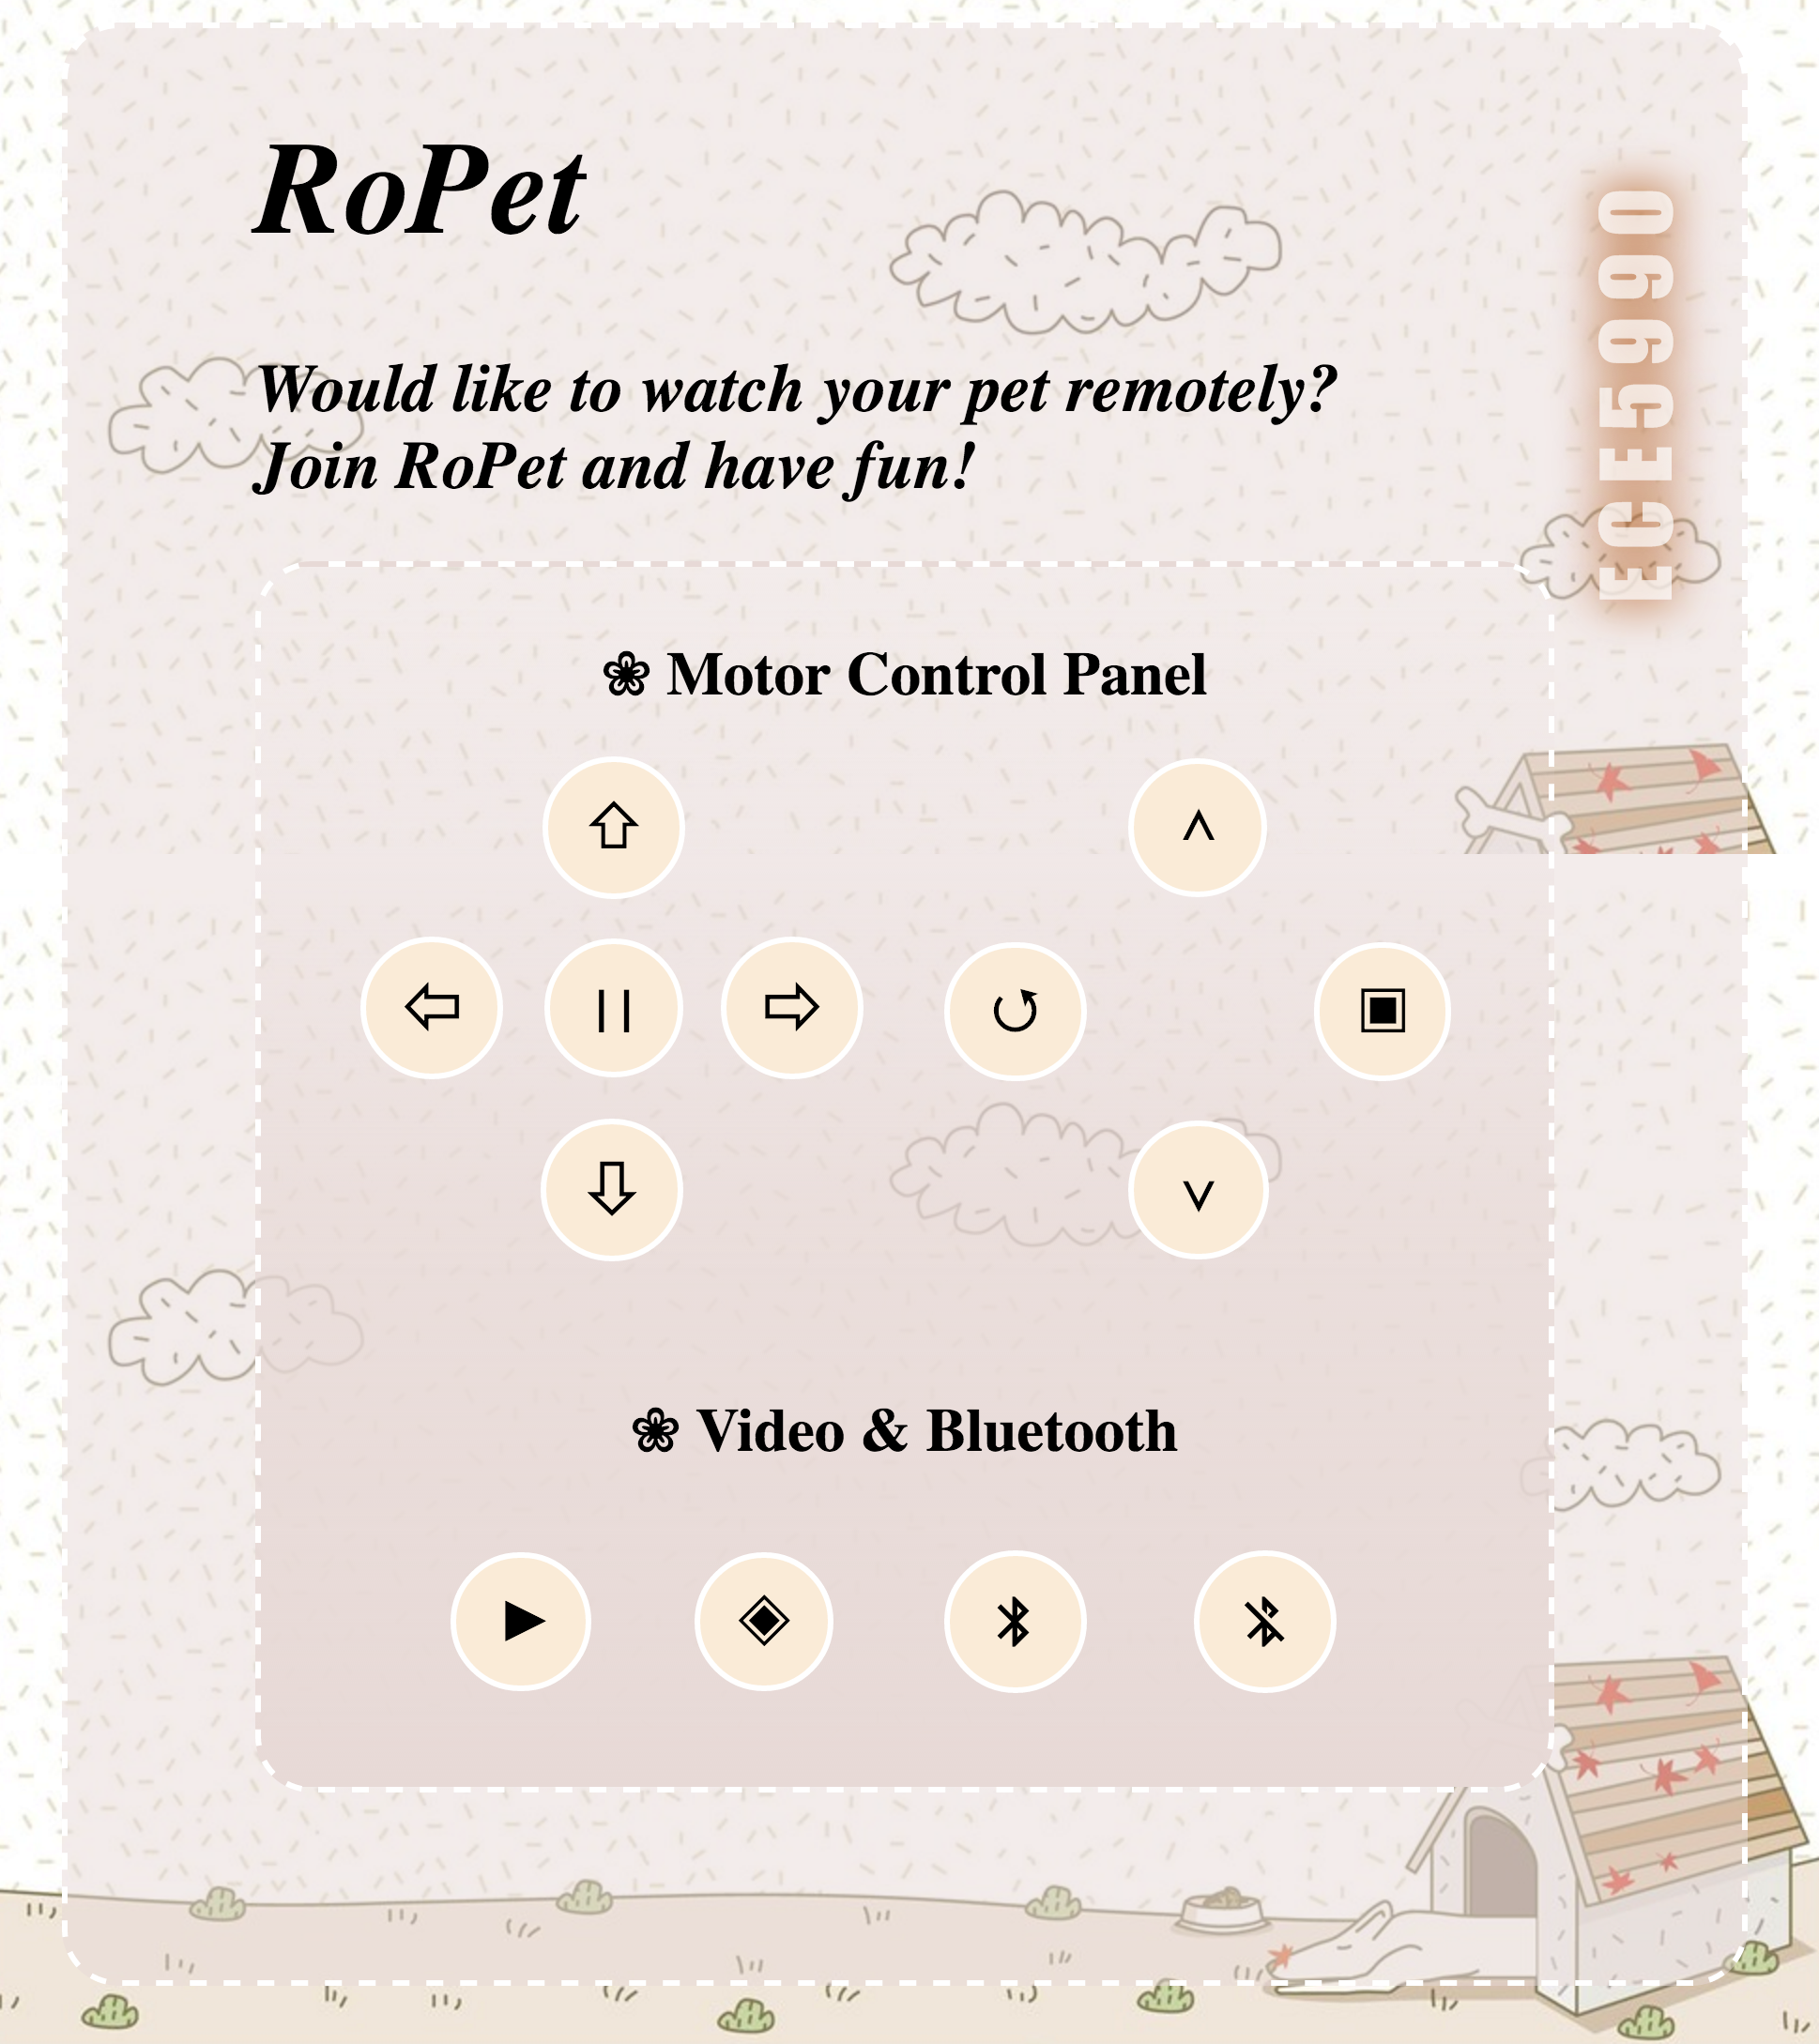 RoPet
Would like to watch your pet remotely?
Join RoPet and have fun!
ECE5990
❀ Motor Control Panel
❀ Video & Bluetooth